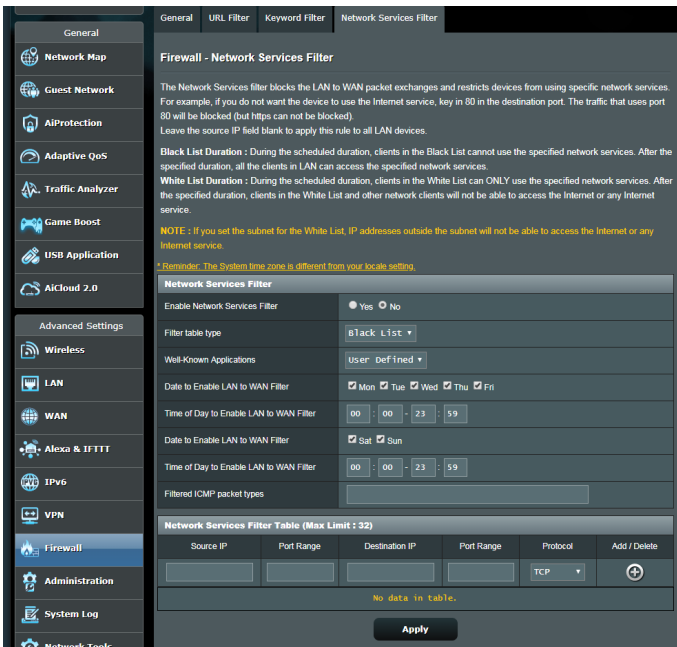 General
URL Filter
Keyword Filter
Network Services Filter
General
Network Map
Guest Network
AiProtection
Adaptive QoS
Traffic Analyzer
Game Boost
USB Application
AiCloud 2.0
Advanced Settings
Wireless
LAN
WAN
Alexa & IFTTT
IPv6
VPN
Firewall
Administration
System Log
Network Tools
Firewall - Network Services Filter
The Network Services filter blocks the LAN to WAN packet exchanges and restricts devices from using specific network services.
For example, if you do not want the device to use the Internet service, key in 80 in the destination port. The traffic that uses port
80 will be blocked (but https can not be blocked).
Leave the source IP field blank to apply this rule to all LAN devices.
Black List Duration : During the scheduled duration, clients in the Black List cannot use the specified network services. After the
specified duration, all the clients in LAN can access the specified network services.
White List Duration : During the scheduled duration, clients in the White List can ONLY use the specified network services. After
the specified duration, clients in the White List and other network clients will not be able to access the Internet or any Internet
service.
NOTE : If you set the subnet for the White List, IP addresses outside the subnet will not be able to access the Internet or any
Internet service.
* Reminder: The System time zone is different from your locale setting.
Network Services Filter
Enable Network Services Filter Yes No
Filter table type Black List
Well-Known Applications User Defined
Date to Enable LAN to WAN Filter Mon Tue Wed Thu Fri
Time of Day to Enable LAN to WAN Filter 00 : 00 - 23 : 59
Date to Enable LAN to WAN Filter Sat Sun
Time of Day to Enable LAN to WAN Filter 00 : 00 - 23 : 59
Filtered ICMP packet types
Network Services Filter Table (Max Limit : 32)
Source IP Port Range Destination IP Port Range Protocol Add / Delete
TCP
No data in table.
Apply